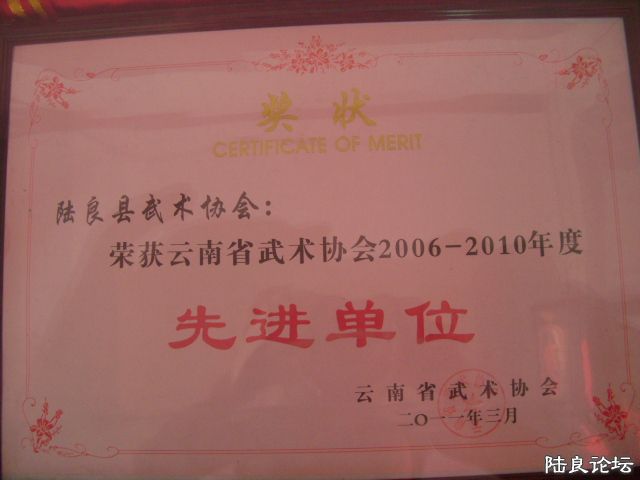 奖状
CERTIFICATE OF MERIT
陆良县武术协会：
荣获云南省武术协会2006-2010年度
先进单位
云南省武术协会
二〇一一年三月
陆良论坛